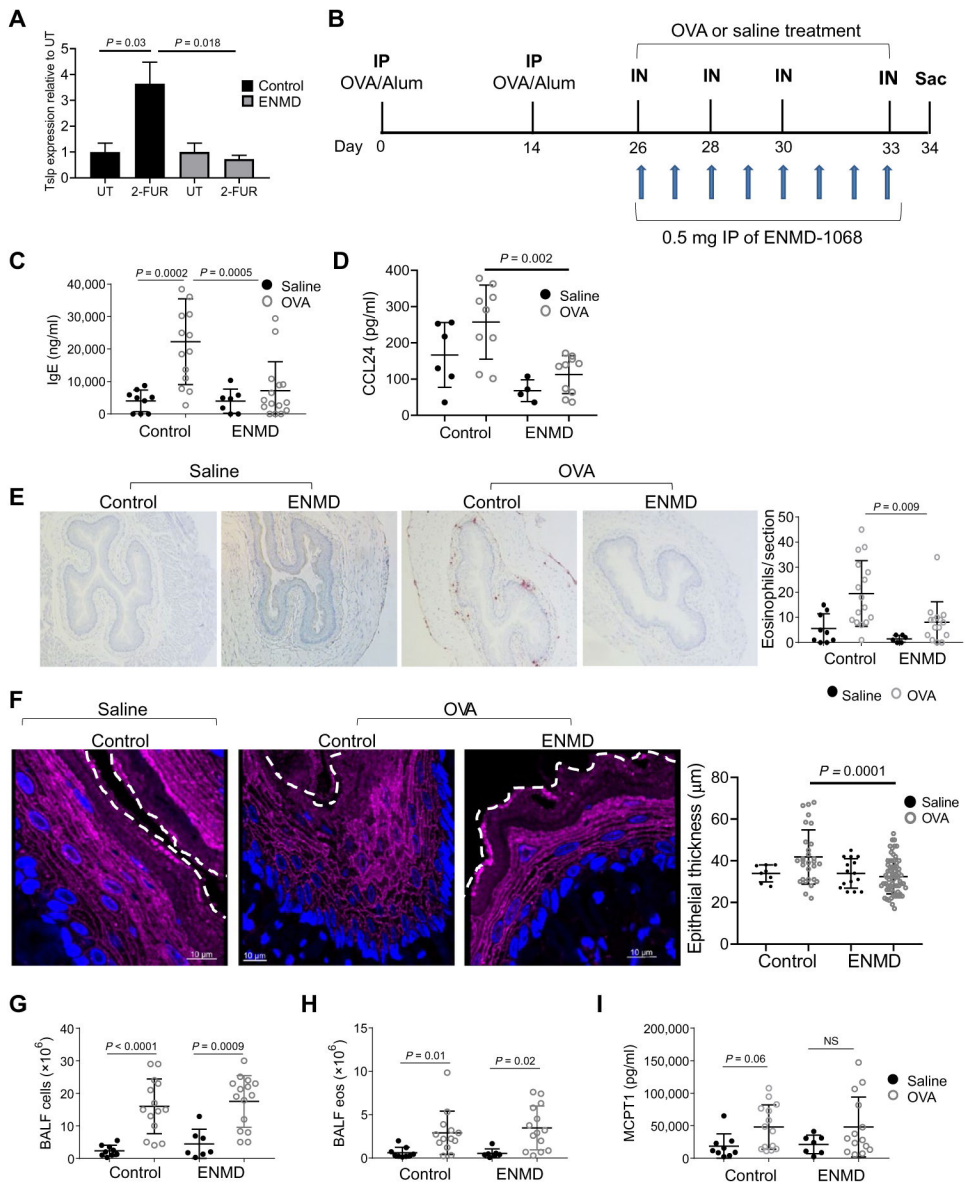 A
P = 0.03
P = 0.018
Tslp expression relative to UT
5
4
3
2
1
0
UT
2-FUR
UT
2-FUR
Control
ENMD
B
OVA or saline treatment
IP
OVA/Alum
IP
OVA/Alum
IN
IN
IN
IN
Sac
Day
0
14
26
28
30
33
34
0.5 mg IP of ENMD-1068
C
P = 0.0002
P = 0.0005
IgE (ng/ml)
40,000
30,000
20,000
10,000
0
Control
ENMD
Saline
OVA
D
P = 0.002
CCL24 (pg/ml)
400
300
200
100
0
Control
ENMD
Saline
OVA
E
Saline
OVA
Control
ENMD
Control
ENMD
P = 0.009
Eosinophils/section
50
40
30
20
10
0
Control
ENMD
Saline
OVA
F
Saline
OVA
Control
Control
ENMD
10 µm
10 µm
10 µm
P = 0.0001
Epithelial thickness (µm)
80
60
40
20
0
Control
ENMD
Saline
OVA
G
P < 0.0001
P = 0.0009
BALF cells (×10⁶)
40
30
20
10
0
Control
ENMD
H
P = 0.01
P = 0.02
BALF eos (×10⁶)
15
10
5
0
Control
ENMD
I
P = 0.06
NS
MCPT1 (pg/ml)
200,000
150,000
100,000
50,000
0
Control
ENMD
Saline
OVA